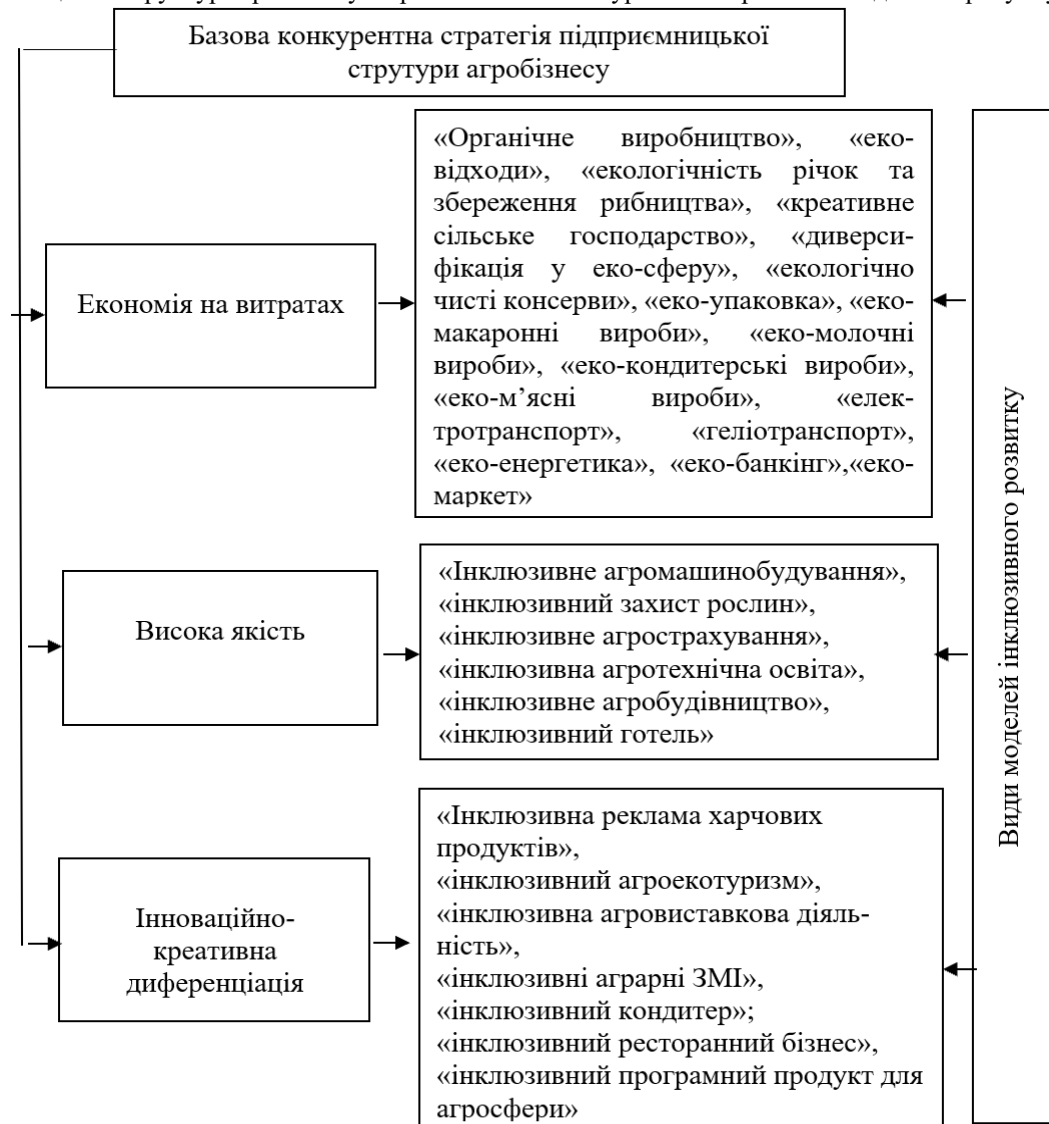 Базова конкурентна стратегія підприємницької
струтури агробізнесу
Економія на витратах
«Органічне виробництво», «еко-
відходи», «екологічність річок та
збереження рибництва», «креативне
сільське господарство», «диверси-
фікація у еко-сферу», «екологічно
чисті консерви», «еко-упаковка», «еко-
макаронні вироби», «еко-молочні
вироби», «еко-кондитерські вироби»,
«еко-м’ясні вироби», «елек-
тротранспорт», «геліотранспорт»,
«еко-енергетика», «еко-банкінг»,«еко-
маркет»
Висока якість
«Інклюзивне агромашинобудування»,
«інклюзивний захист рослин»,
«інклюзивне агрострахування»,
«інклюзивна агротехнічна освіта»,
«інклюзивне агробудівництво»,
«інклюзивний готель»
Інноваційно-
креативна
диференціація
«Інклюзивна реклама харчових
продуктів»,
«інклюзивний агроекотуризм»,
«інклюзивна агровиставкова діяль-
ність»,
«інклюзивні аграрні ЗМІ»,
«інклюзивний кондитер»;
«інклюзивний ресторанний бізнес»,
«інклюзивний програмний продукт для
агросфери»
Види моделей інклюзивного розвитку